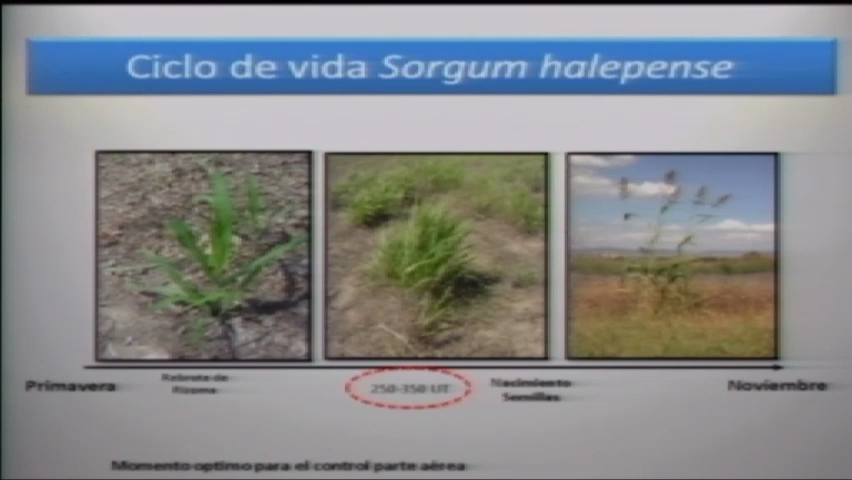 Ciclo de vida Sorgum halepense
Primavera
Rebrote de
Rizoma
250-350 UT
Nacimiento
Semillas
Noviembre
Momento optimo para el control parte aérea